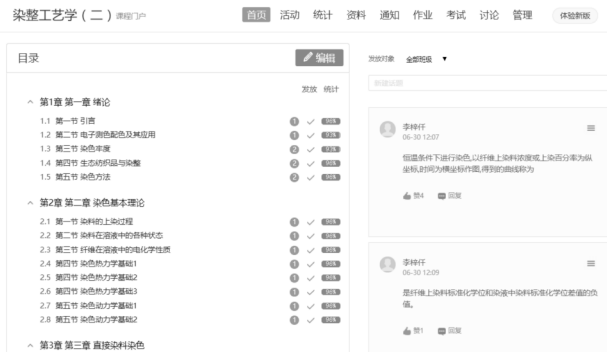 染整工艺学（二） 课程门户
首页 活动 统计 资料 通知 作业 考试 讨论 管理 体验新版
目录 编辑
发放 统计
第1章 第一章 绪论
1.1 第一节 引言 1
1.2 第二节 电子测色配色及其应用 1
1.3 第三节 染色牢度 2
1.4 第四节 生态纺织品与染整 2
1.5 第五节 染色方法 2
第2章 第二章 染色基本理论
2.1 第一节 染料的上染过程 1
2.2 第二节 染料在溶液中的各种状态 1
2.3 第三节 纤维在溶液中的电化学性质 1
2.4 第四节 染色热力学基础1 1
2.5 第四节 染色热力学基础2 1
2.6 第四节 染色热力学基础3 1
2.7 第五节 染色动力学基础1 1
2.8 第五节 染色动力学基础2 1
第3章 第三章 直接染料染色
发放对象 全部班级
新建话题
李梓仟
06-30 12:07
恒温条件下进行染色,以纤维上染料浓度或上染百分率为纵
坐标,时间为横坐标作图,得到的曲线称为
赞4 回复
李梓仟
06-30 12:09
是纤维上染料标准化学位和染液中染料标准化学位差值的负
值。
赞1 回复